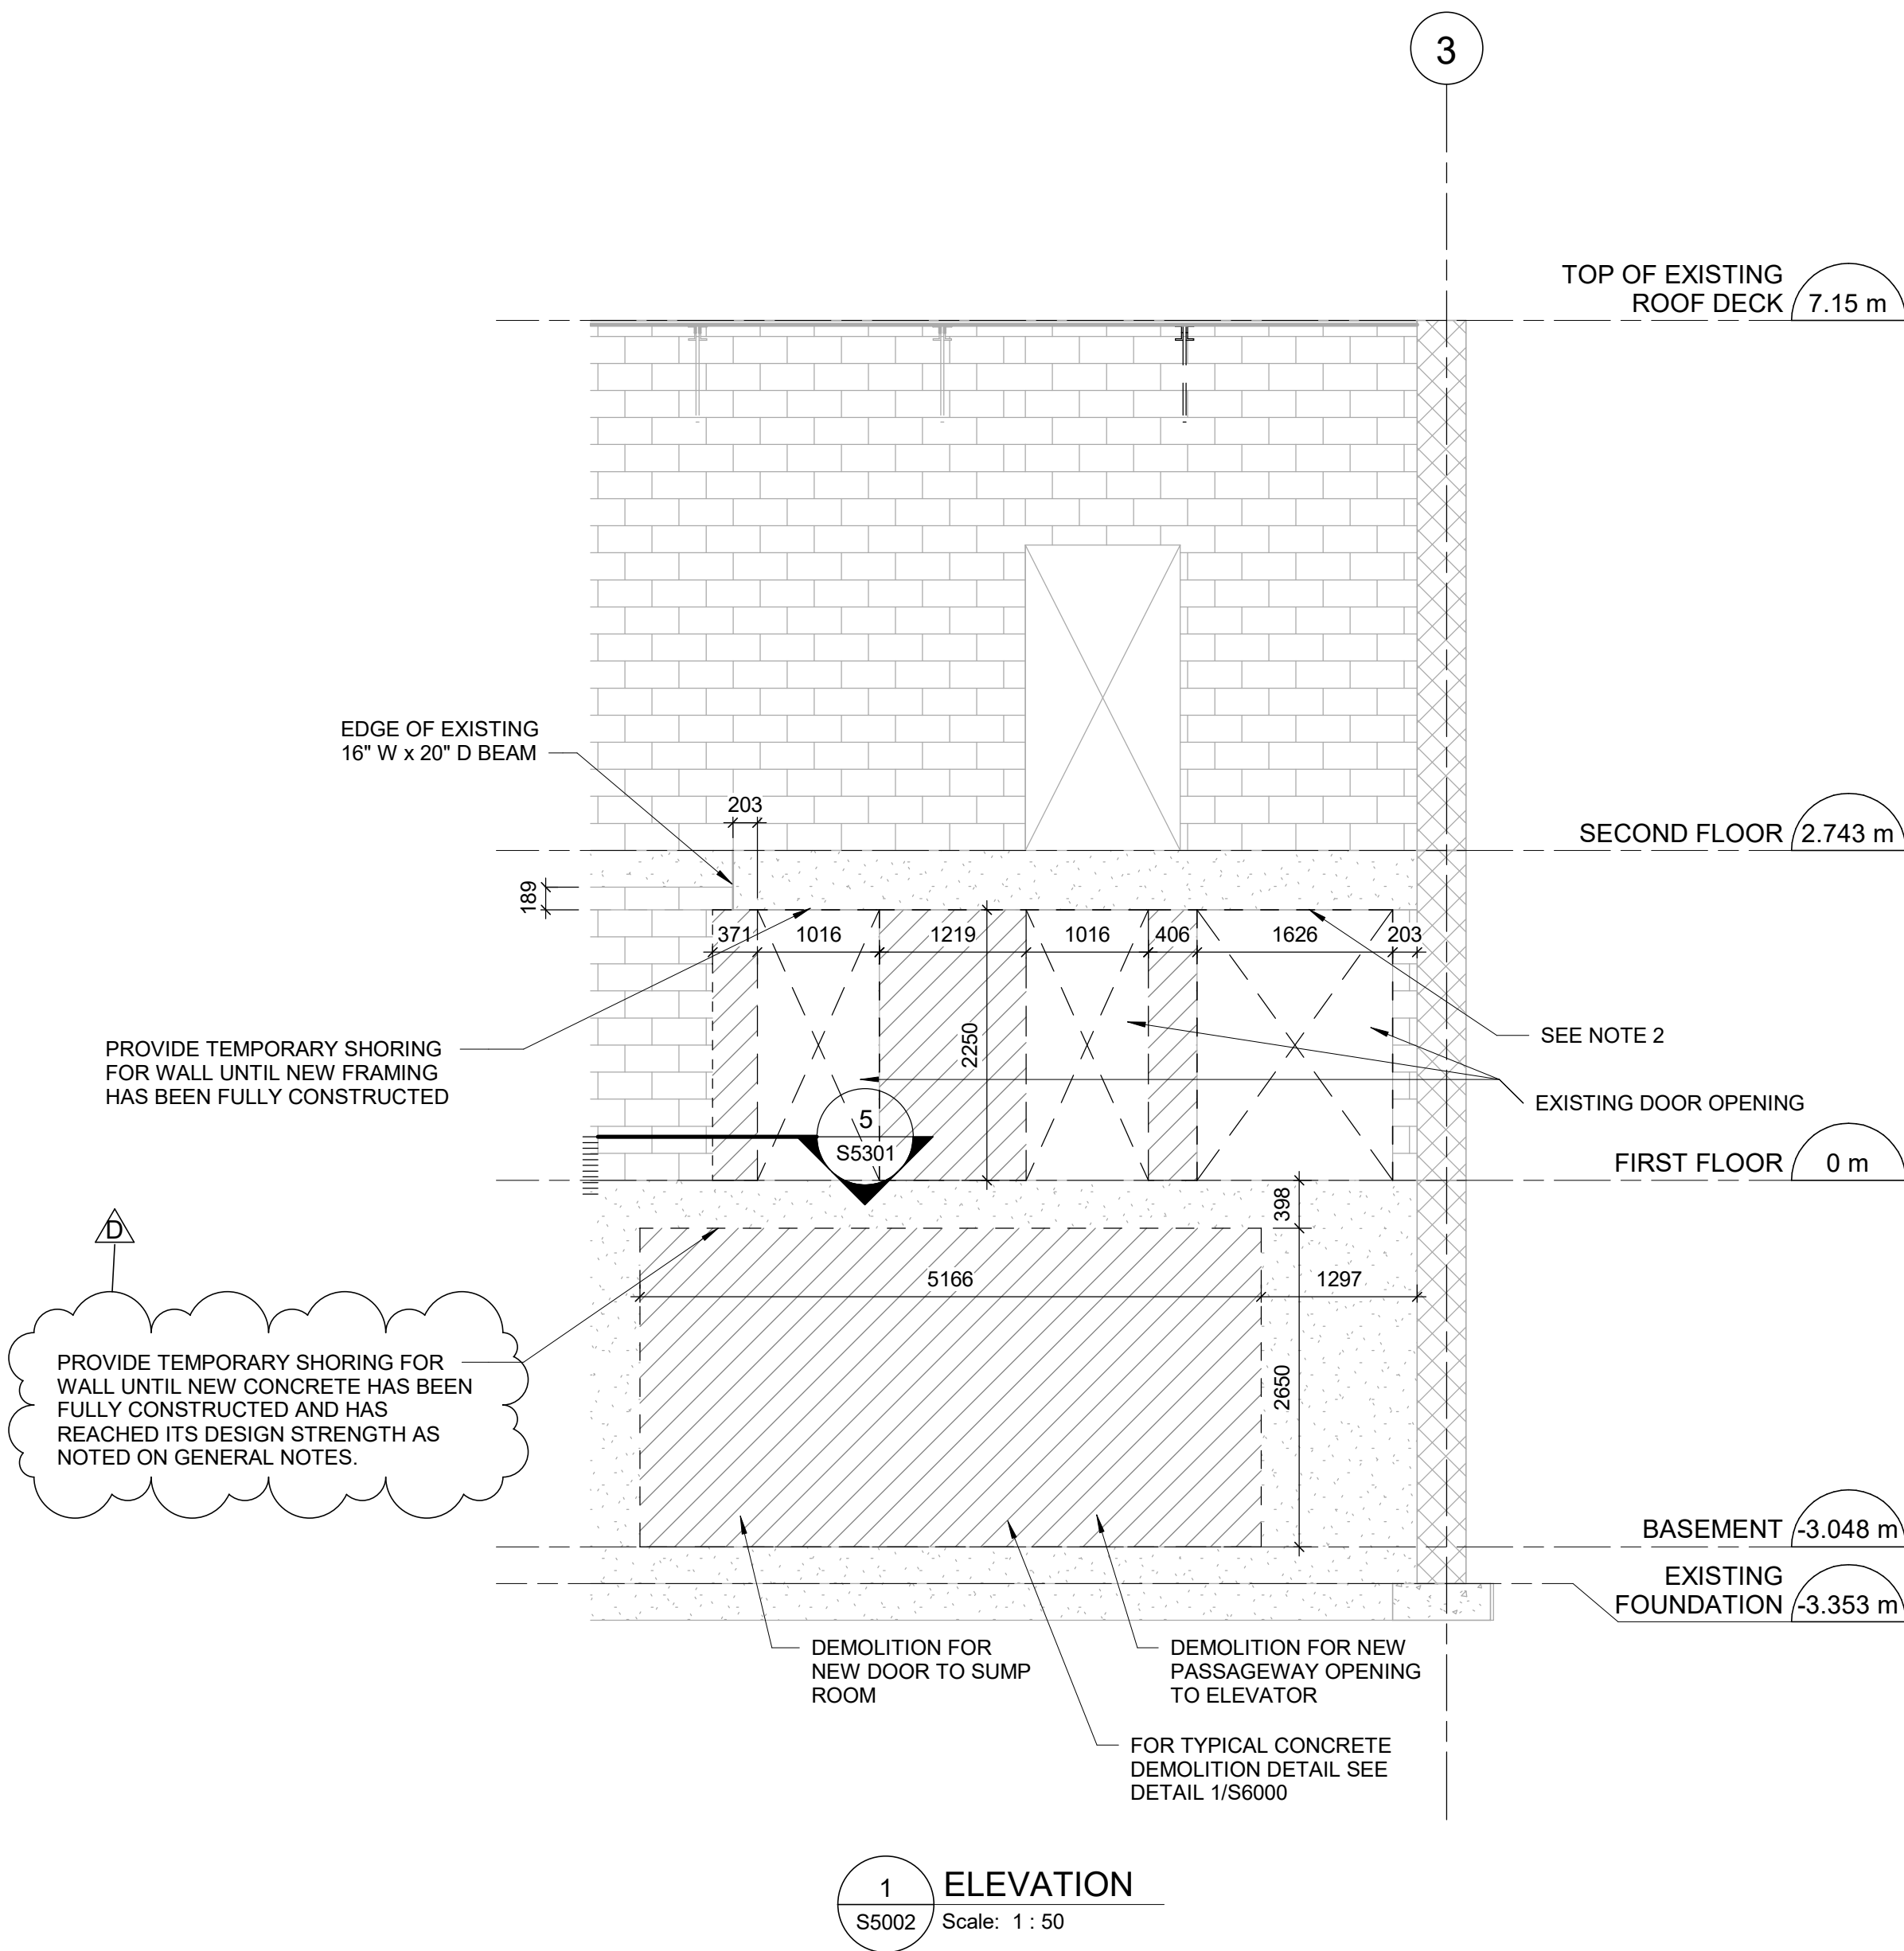 3
TOP OF EXISTING
ROOF DECK
7.15 m
EDGE OF EXISTING
16" W x 20" D BEAM
203
SECOND FLOOR
2.743 m
189
371
1016
1219
1016
406
1626
203
2250
PROVIDE TEMPORARY SHORING
FOR WALL UNTIL NEW FRAMING
HAS BEEN FULLY CONSTRUCTED
SEE NOTE 2
EXISTING DOOR OPENING
5
S5301
FIRST FLOOR
0 m
398
D
5166
1297
2650
PROVIDE TEMPORARY SHORING FOR
WALL UNTIL NEW CONCRETE HAS BEEN
FULLY CONSTRUCTED AND HAS
REACHED ITS DESIGN STRENGTH AS
NOTED ON GENERAL NOTES.
BASEMENT
-3.048 m
EXISTING
FOUNDATION
-3.353 m
DEMOLITION FOR
NEW DOOR TO SUMP
ROOM
DEMOLITION FOR NEW
PASSAGEWAY OPENING
TO ELEVATOR
FOR TYPICAL CONCRETE
DEMOLITION DETAIL SEE
DETAIL 1/S6000
1
S5002
ELEVATION
Scale: 1 : 50